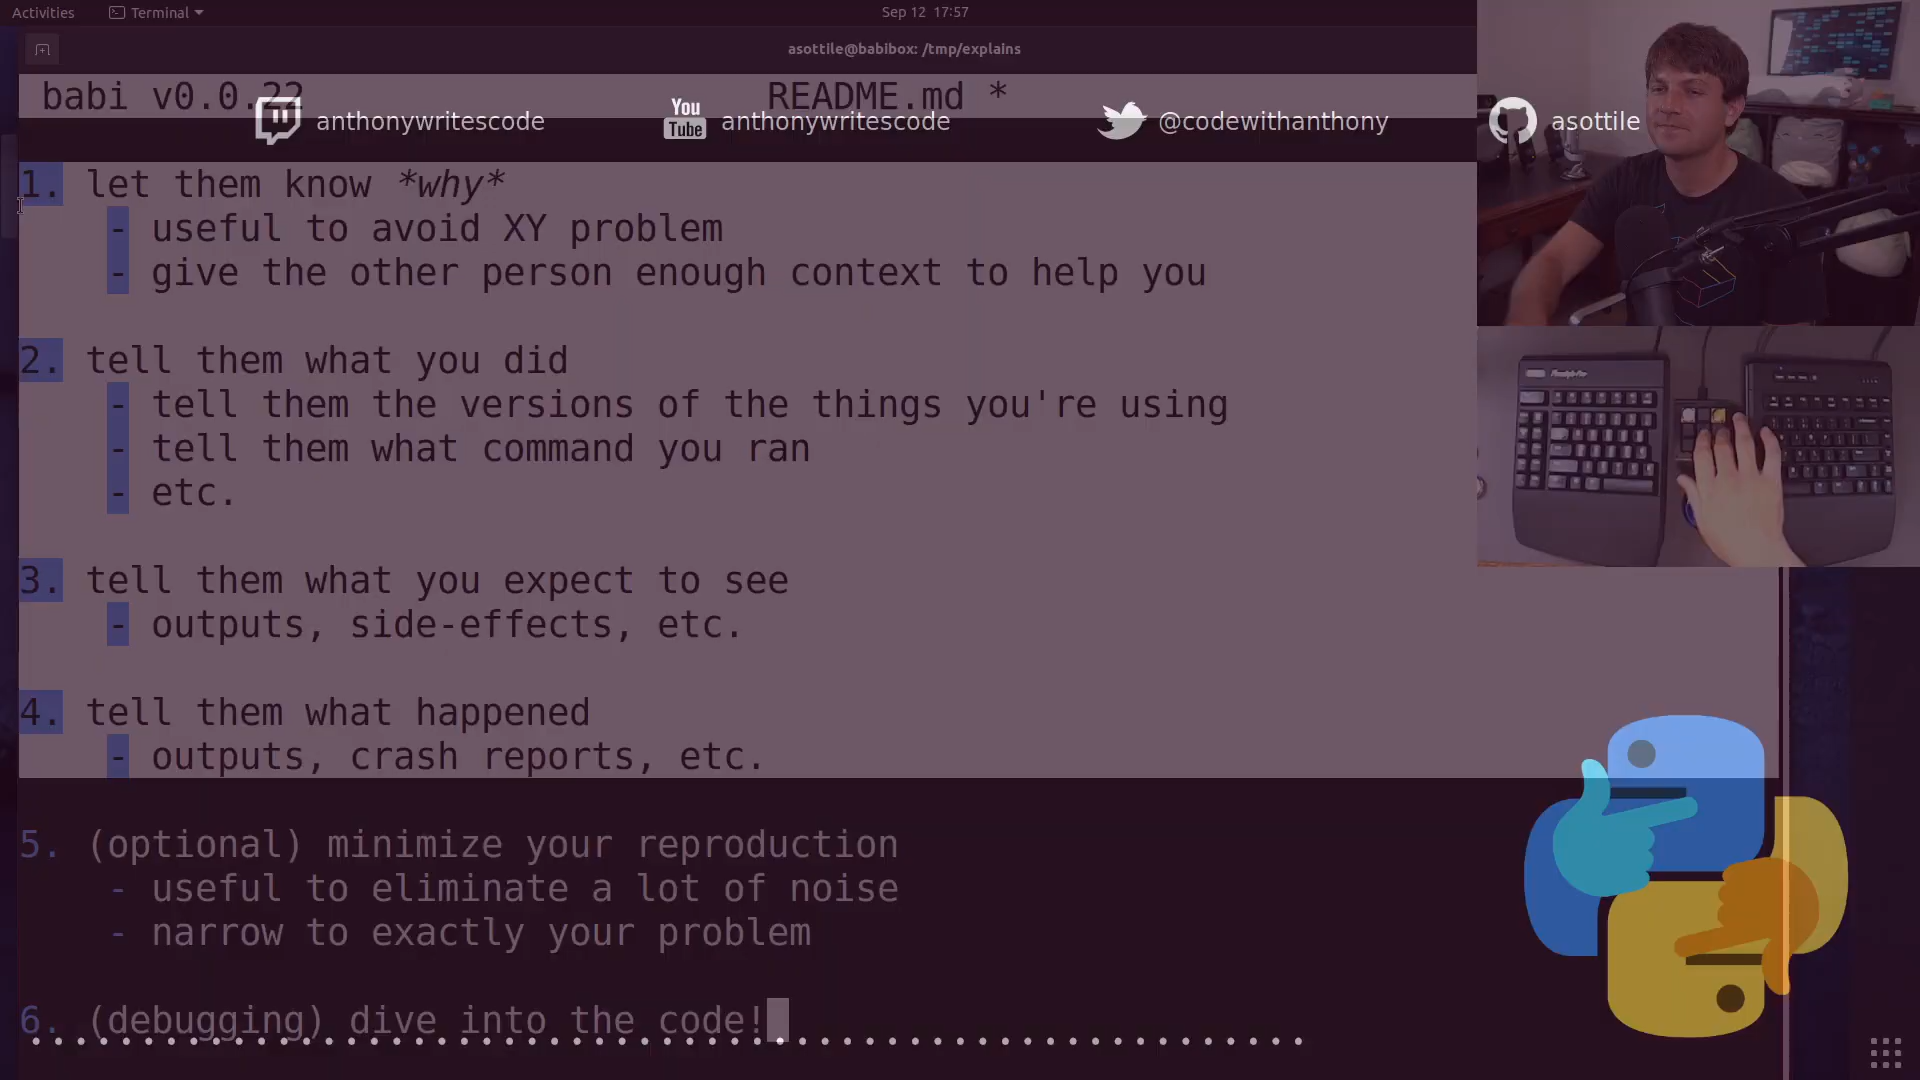 Activities Terminal Sep 12 17:57
asottile@babibox: /tmp/explains
babi v0.0.22 README.md *
anthonywritescode You Tube anthonywritescode @codewithanthony asottile
1. let them know *why*
- useful to avoid XY problem
- give the other person enough context to help you
2. tell them what you did
- tell them the versions of the things you're using
- tell them what command you ran
- etc.
3. tell them what you expect to see
- outputs, side-effects, etc.
4. tell them what happened
- outputs, crash reports, etc.
5. (optional) minimize your reproduction
- useful to eliminate a lot of noise
- narrow to exactly your problem
6. (debugging) dive into the code!